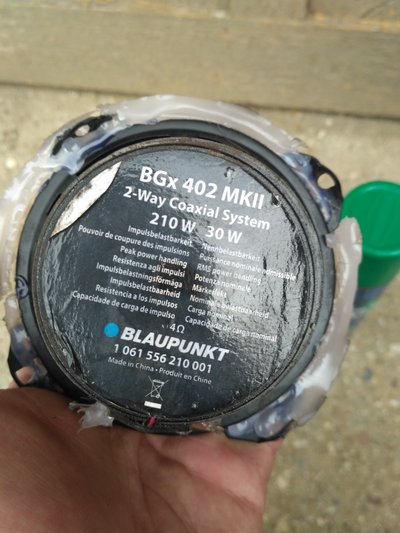 BGx 402 MKII
2-Way Coaxial System
210 W 30 W
Impulsbelastbarkeit Nennbelastbarkeit
Pouvoir de coupure des impulsions Puissance nominale admissible
Peak power handling RMS power handling
Resistenza agli impulsi Potenza nominale
Impulsbelastningsförmåga Märkeffekt
Impulsbelastbaarheid Nominale belastbaarheid
Resistencia a los impulsos Carga nominal
Capacidade de carga de impulso Capacidade de carga nominal
4Ω
BLAUPUNKT
1 061 556 210 001
Made in China • Produit en Chine